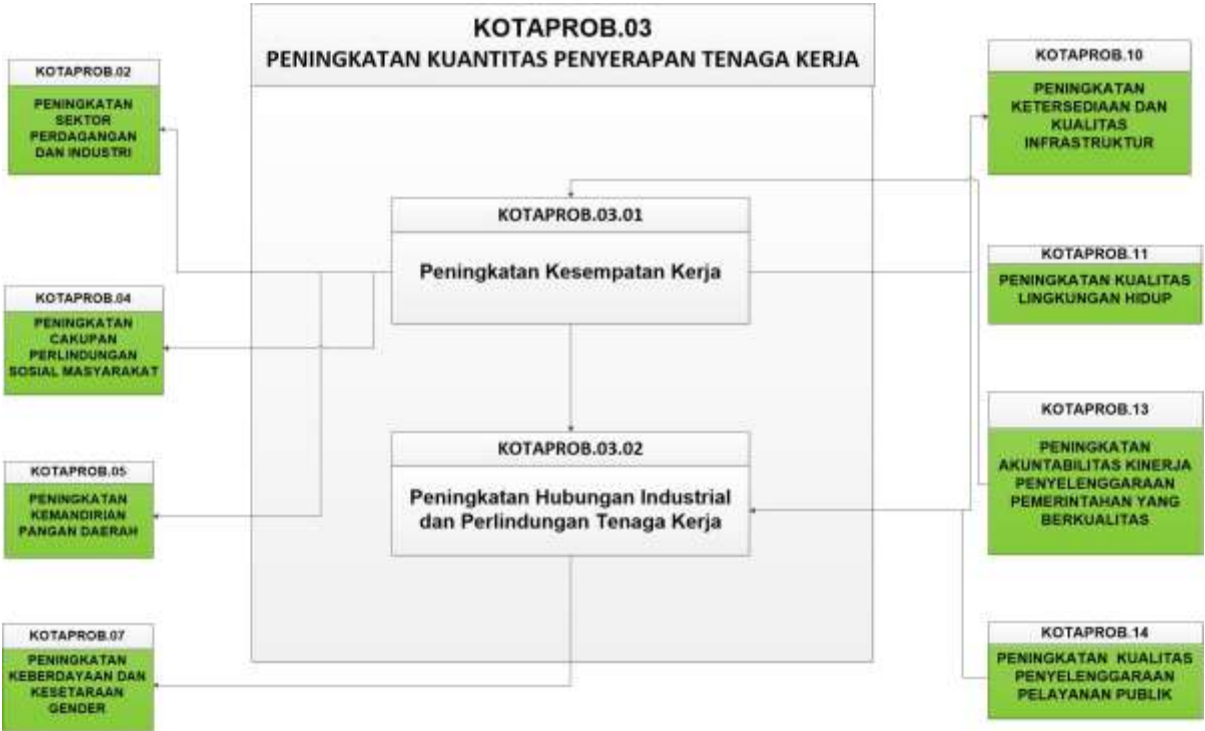 KOTAPROB.03
PENINGKATAN KUANTITAS PENYERAPAN TENAGA KERJA
KOTAPROB.02
PENINGKATAN
SEKTOR
PERDAGANGAN
DAN INDUSTRI
KOTAPROB.04
PENINGKATAN
CAKUPAN
PERLINDUNGAN
SOSIAL MASYARAKAT
KOTAPROB.05
PENINGKATAN
KEMANDIRIAN
PANGAN DAERAH
KOTAPROB.07
PENINGKATAN
KEBERDAYAAN DAN
KESETARAAN
GENDER
KOTAPROB.03.01
Peningkatan Kesempatan Kerja
KOTAPROB.03.02
Peningkatan Hubungan Industrial
dan Perlindungan Tenaga Kerja
KOTAPROB.10
PENINGKATAN
KETERSEDIAAN DAN
KUALITAS
INFRASTRUKTUR
KOTAPROB.11
PENINGKATAN KUALITAS
LINGKUNGAN HIDUP
KOTAPROB.13
PENINGKATAN
AKUNTABILITAS KINERJA
PENYELENGGARAAN
PEMERINTAHAN YANG
BERKUALITAS
KOTAPROB.14
PENINGKATAN KUALITAS
PENYELENGGARAAN
PELAYANAN PUBLIK